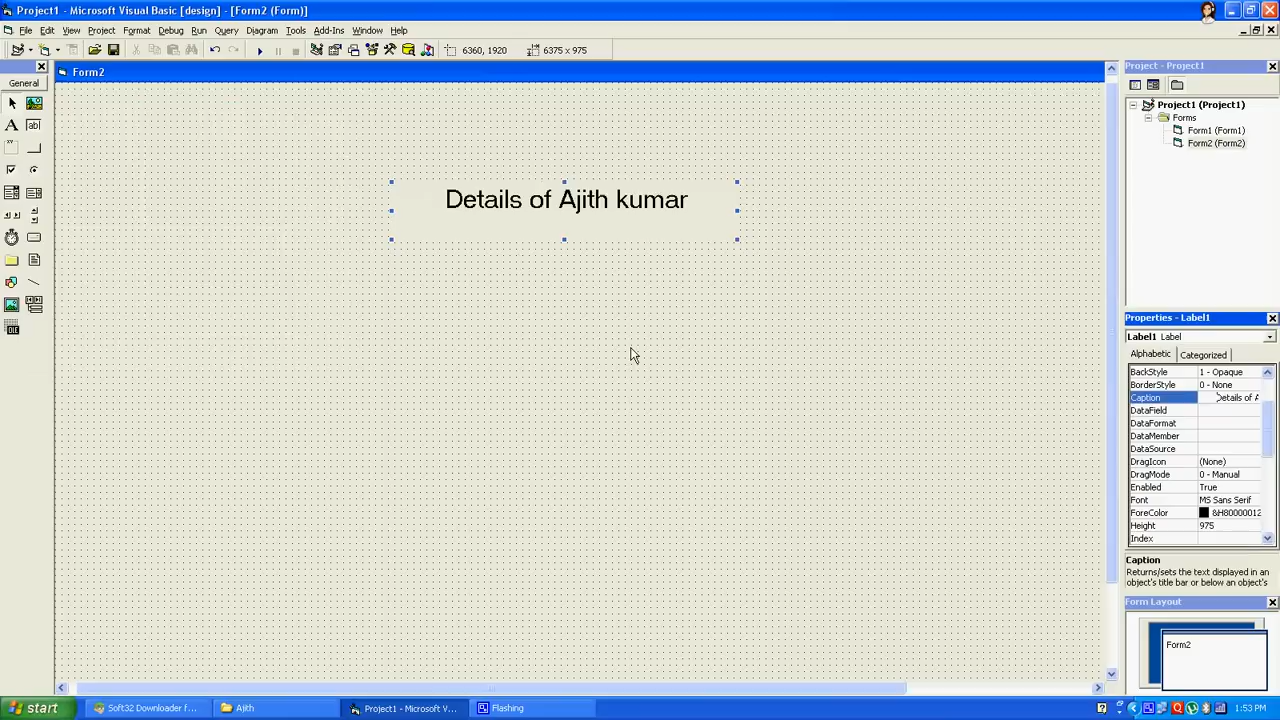 Project1 - Microsoft Visual Basic [design] - [Form2 (Form)]
File Edit View Project Format Debug Run Query Diagram Tools Add-Ins Window Help
6360, 1920 6375 x 975
General
Form2
Details of Ajith kumar
Project - Project1
Project1 (Project1)
Forms
Form1 (Form1)
Form2 (Form2)
Properties - Label1
Label1 Label
Alphabetic Categorized
BackStyle 1 - Opaque
BorderStyle 0 - None
Caption Details of A
DataField
DataFormat
DataMember
DataSource
DragIcon (None)
DragMode 0 - Manual
Enabled True
Font MS Sans Serif
ForeColor &H80000012
Height 975
Index
Caption
Returns/sets the text displayed in an
object's title bar or below an object's
Form Layout
Form2
start Soft32 Downloader f... Ajith Project1 - Microsoft V... Flashing 1:53 PM